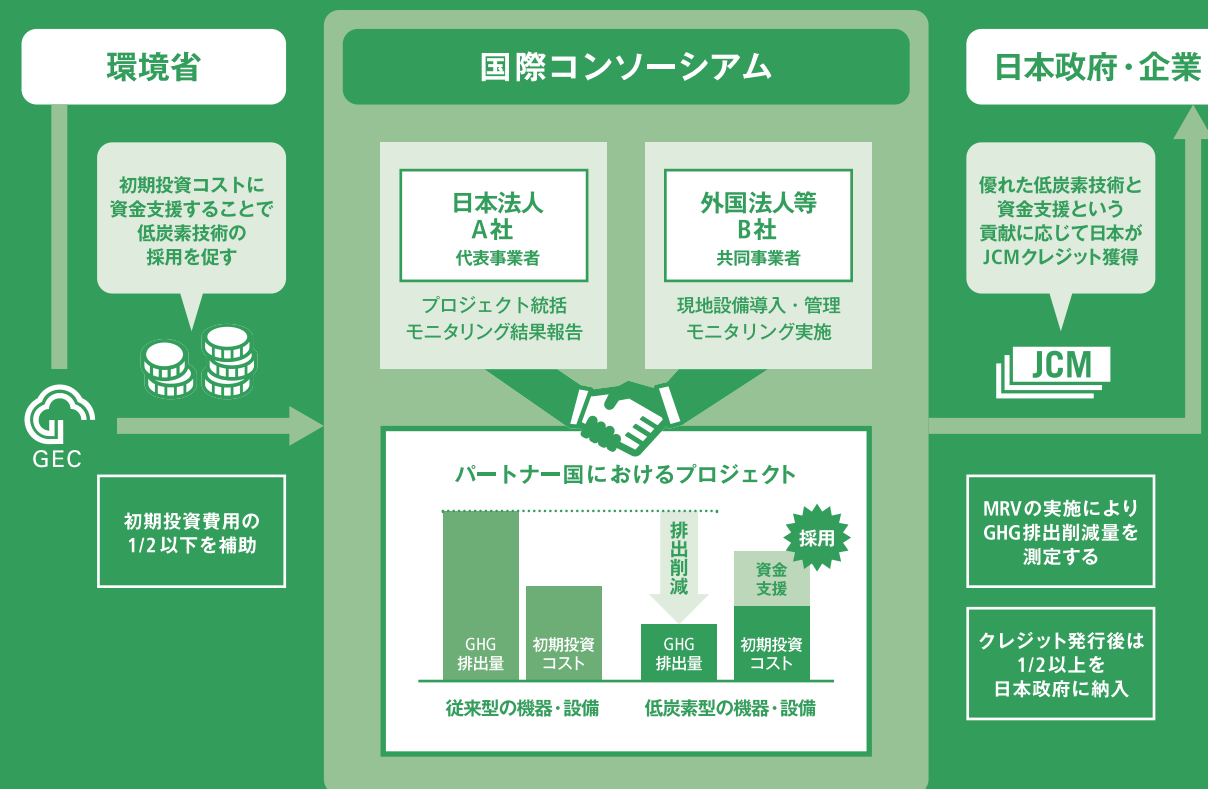 環境省
初期投資コストに
資金支援することで
低炭素技術の
採用を促す
GEC
初期投資費用の
1/2以下を補助
国際コンソーシアム
日本法人
A社
代表事業者
プロジェクト統括
モニタリング結果報告
外国法人等
B社
共同事業者
現地設備導入・管理
モニタリング実施
パートナー国におけるプロジェクト
GHG
排出量
初期投資
コスト
従来型の機器・設備
排出削減
GHG
排出量
採用
資金
支援
初期投資
コスト
低炭素型の機器・設備
日本政府・企業
優れた低炭素技術と
資金支援という
貢献に応じて日本が
JCMクレジット獲得
JCM
MRVの実施により
GHG排出削減量を
測定する
クレジット発行後は
1/2以上を
日本政府に納入